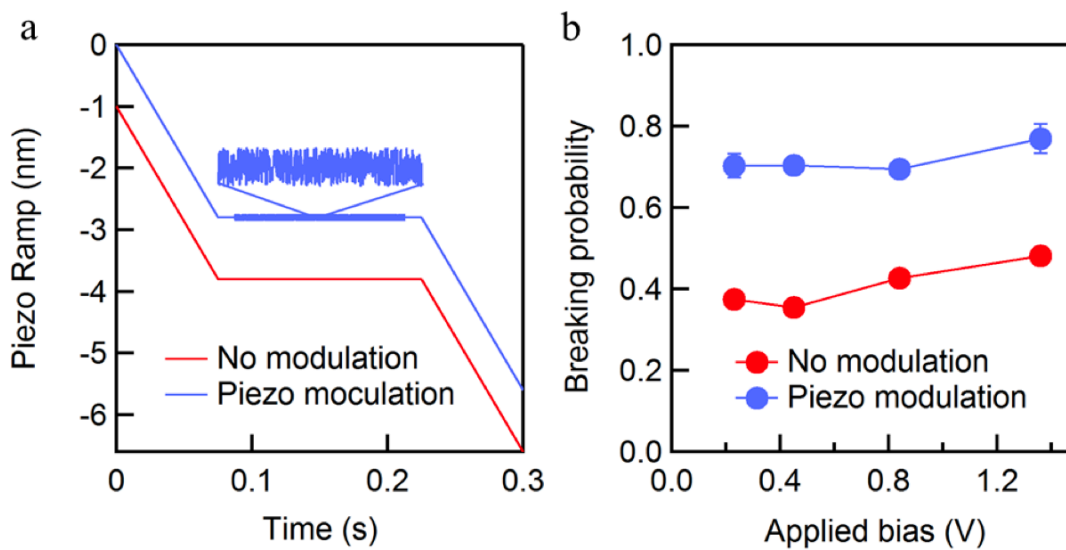 a
0
-1
-2
-3
-4
-5
-6
Piezo Ramp (nm)
No modulation
Piezo moculation
0
0.1
0.2
0.3
Time (s)
b
1.0
0.8
0.6
0.4
0.2
0.0
Breaking probability
No modulation
Piezo modulation
0.0
0.4
0.8
1.2
Applied bias (V)